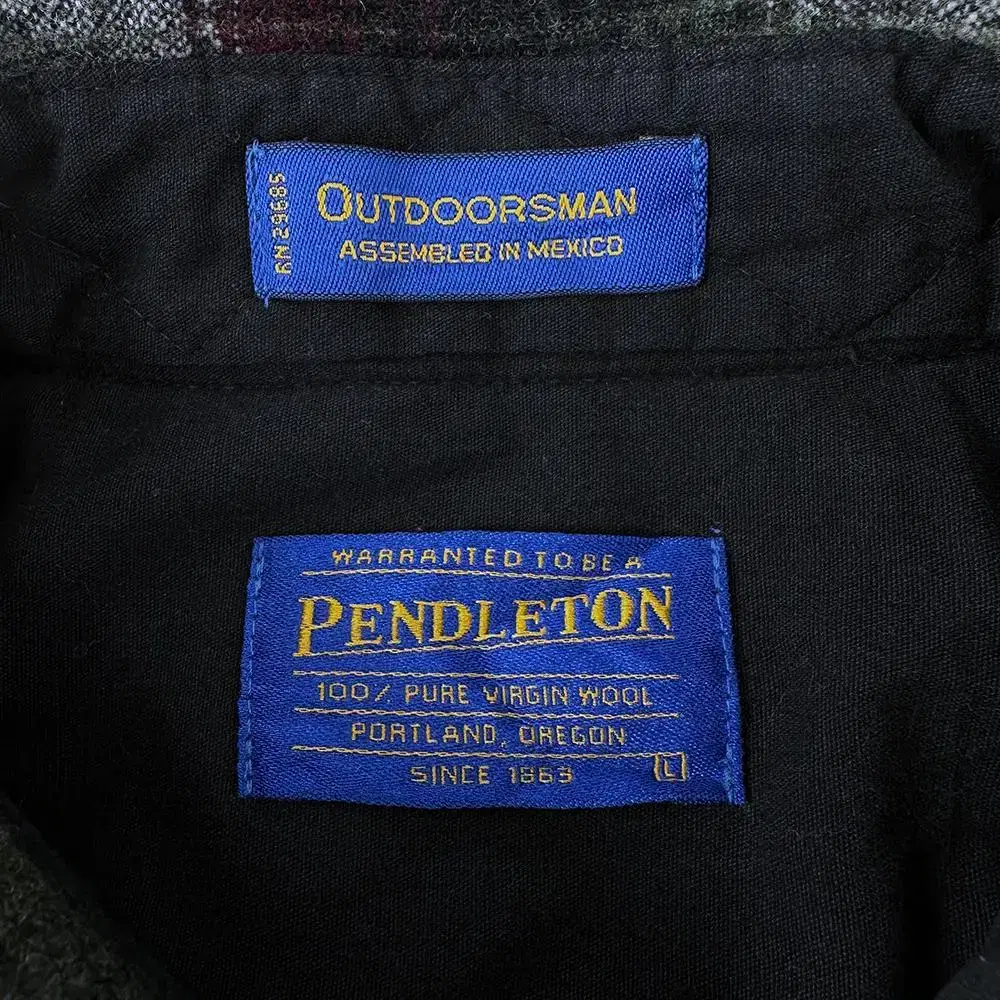 RN 29685
OUTDOORSMAN
ASSEMBLED IN MEXICO
WARRANTED TO BE A
PENDLETON
100% PURE VIRGIN WOOL
PORTLAND, OREGON
SINCE 1863
L